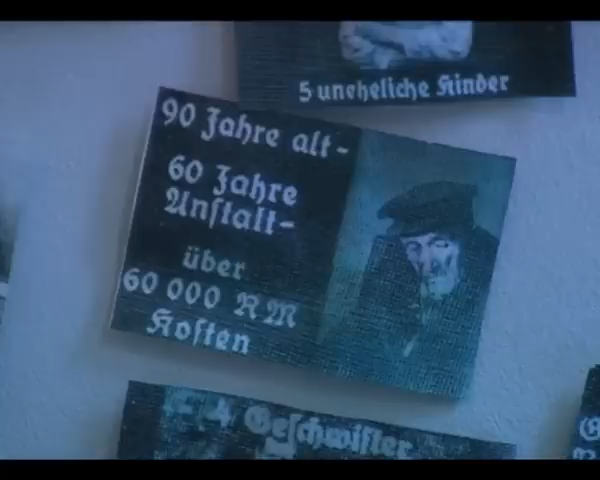 5 uneheliche Kinder
90 Jahre alt-
60 Jahre
Anstalt-
über
60 000 RM
Kosten
4 Geschwister